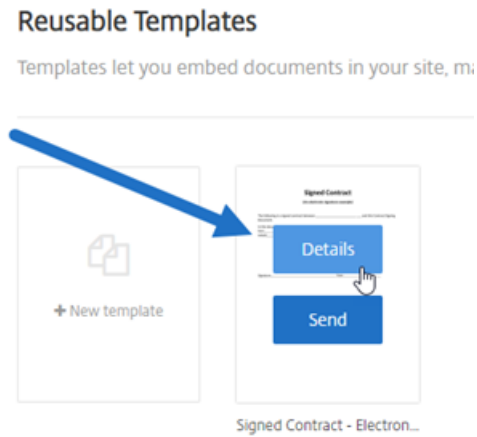 Reusable Templates
Templates let you embed documents in your site, ma
Signed Contract
Details
Send
+ New template
Signed Contract - Electron...